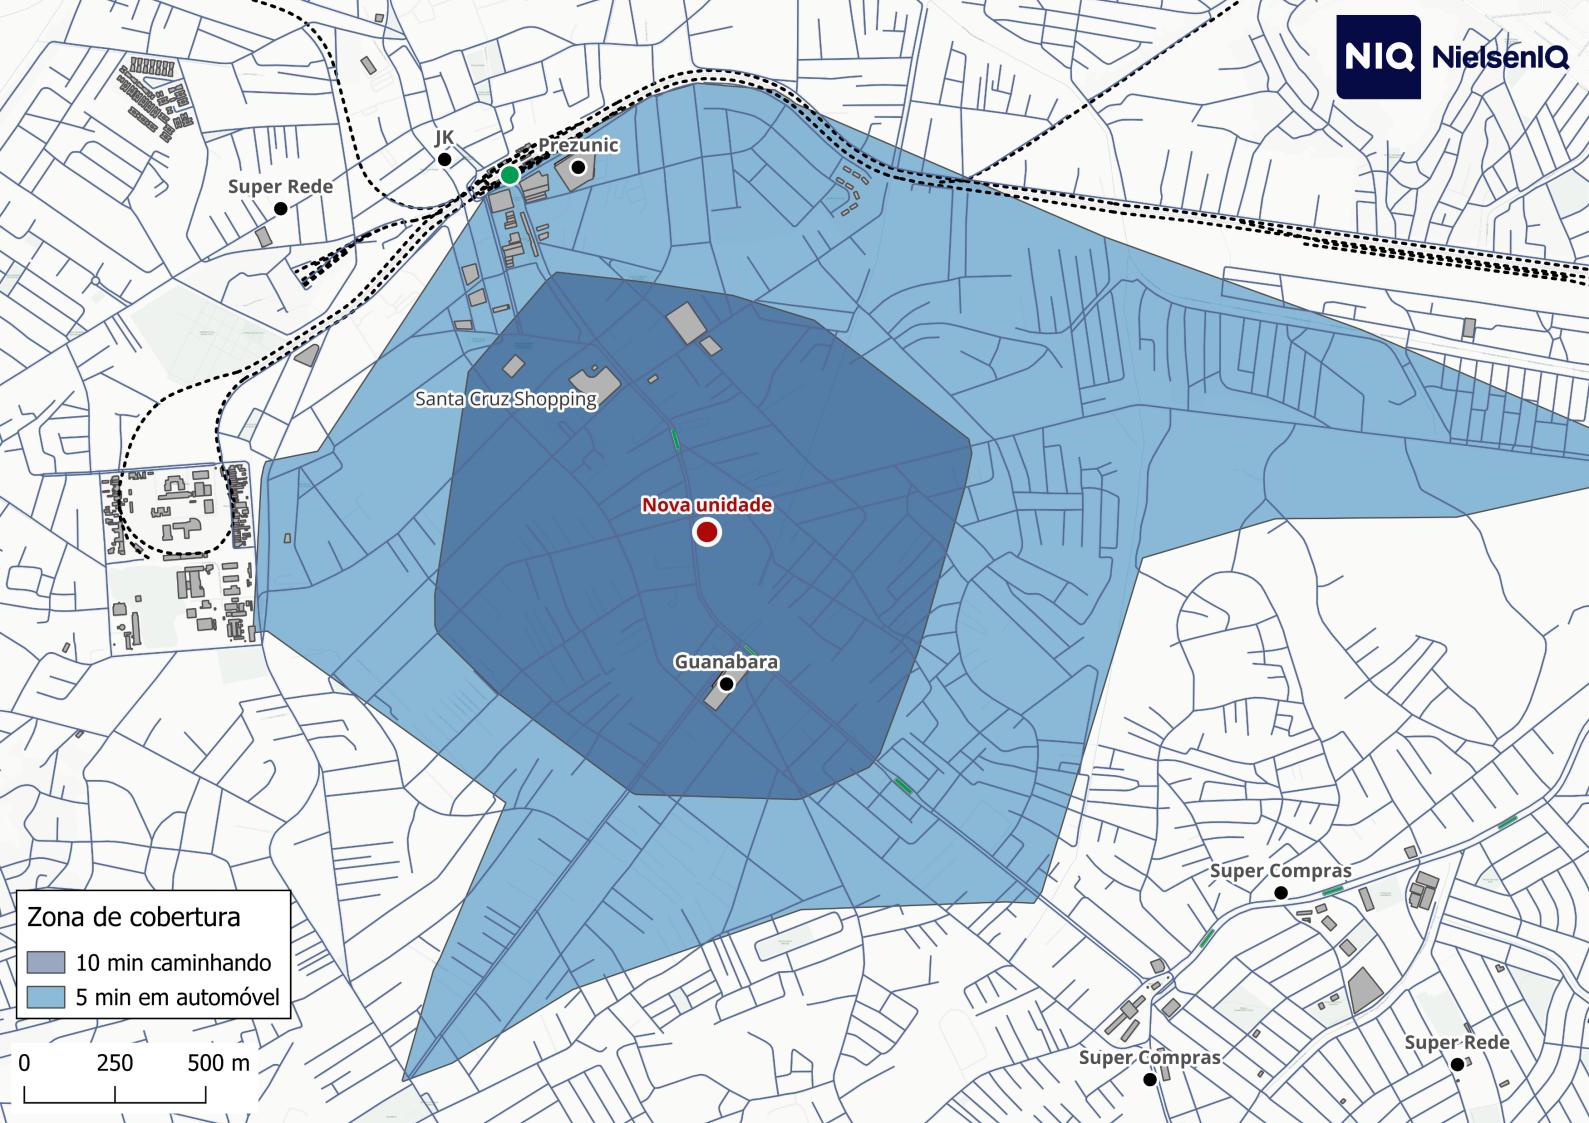 NIQ NielsenIQ
JK
Prezunic
Super Rede
Santa Cruz Shopping
Nova unidade
Guanabara
Super Compras
Super Rede
Super Compras
Zona de cobertura
10 min caminhando
5 min em automóvel
0 250 500 m